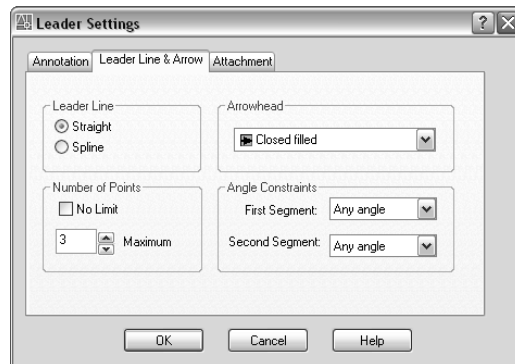 Leader Settings
Annotation Leader Line & Arrow Attachment
Leader Line
Straight
Spline
Arrowhead
Closed filled
Number of Points
No Limit
3 Maximum
Angle Constraints
First Segment: Any angle
Second Segment: Any angle
OK Cancel Help